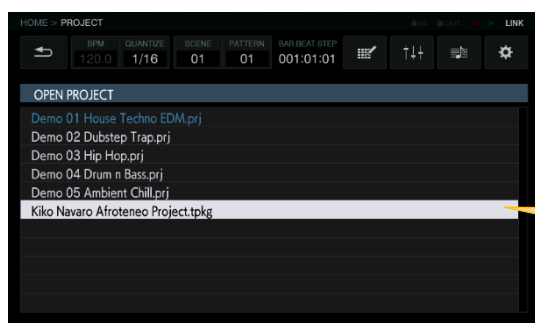 HOME > PROJECT
IN OUT LINK
BPM QUANTIZE SCENE PATTERN BAR:BEAT:STEP
120.0 1/16 01 01 001:01:01
OPEN PROJECT
Demo 01 House Techno EDM.prj
Demo 02 Dubstep Trap.prj
Demo 03 Hip Hop.prj
Demo 04 Drum n Bass.prj
Demo 05 Ambient Chill.prj
Kiko Navaro Afroteneo Project.tpkg